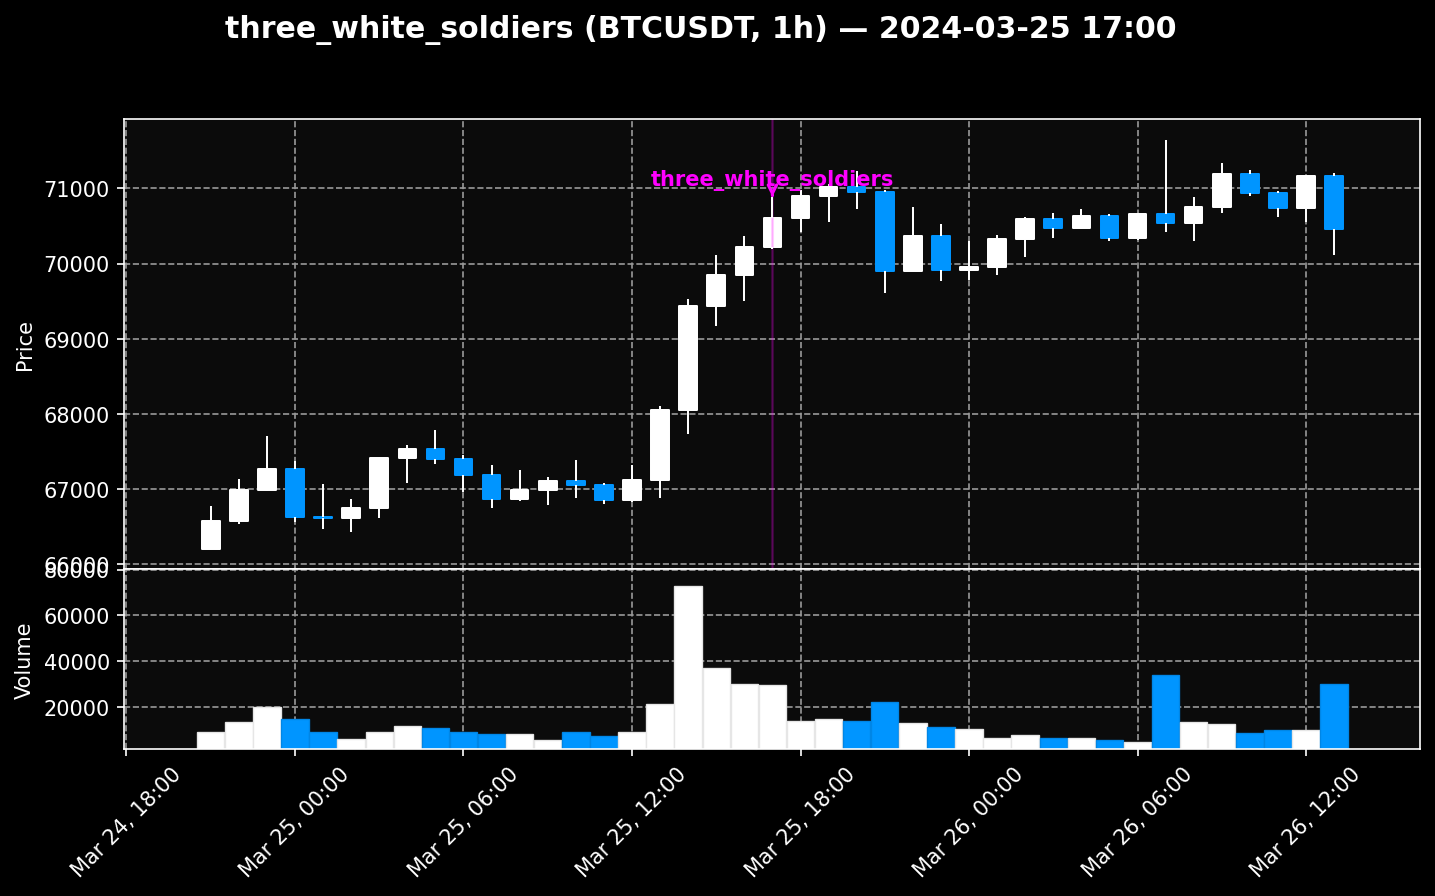 three_white_soldiers (BTCUSDT, 1h) — 2024-03-25 17:00
three_white_soldiers
71000
70000
69000
68000
67000
66000
Price
80000
60000
40000
20000
Volume
Mar 24, 18:00
Mar 25, 00:00
Mar 25, 06:00
Mar 25, 12:00
Mar 25, 18:00
Mar 26, 00:00
Mar 26, 06:00
Mar 26, 12:00